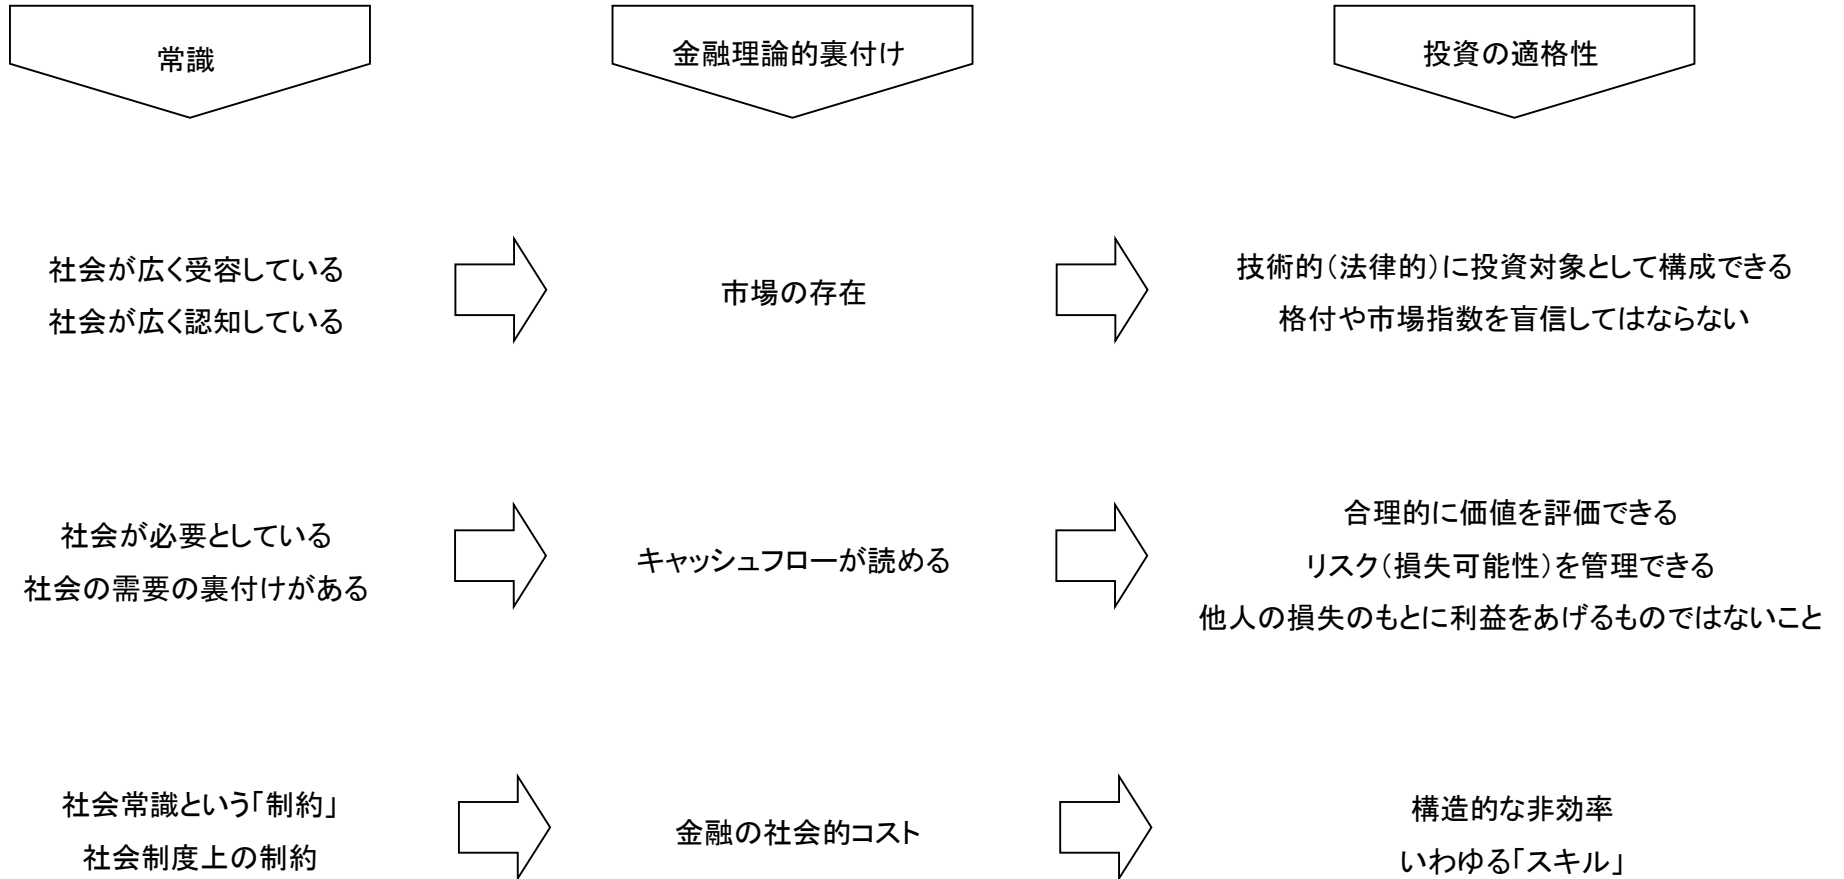 常識
金融理論的裏付け
投資の適格性
社会が広く受容している
社会が広く認知している
市場の存在
技術的(法律的)に投資対象として構成できる
格付や市場指数を盲信してはならない
社会が必要としている
社会の需要の裏付けがある
キャッシュフローが読める
合理的に価値を評価できる
リスク(損失可能性)を管理できる
他人の損失のもとに利益をあげるものではないこと
社会常識という「制約」
社会制度上の制約
金融の社会的コスト
構造的な非効率
いわゆる「スキル」